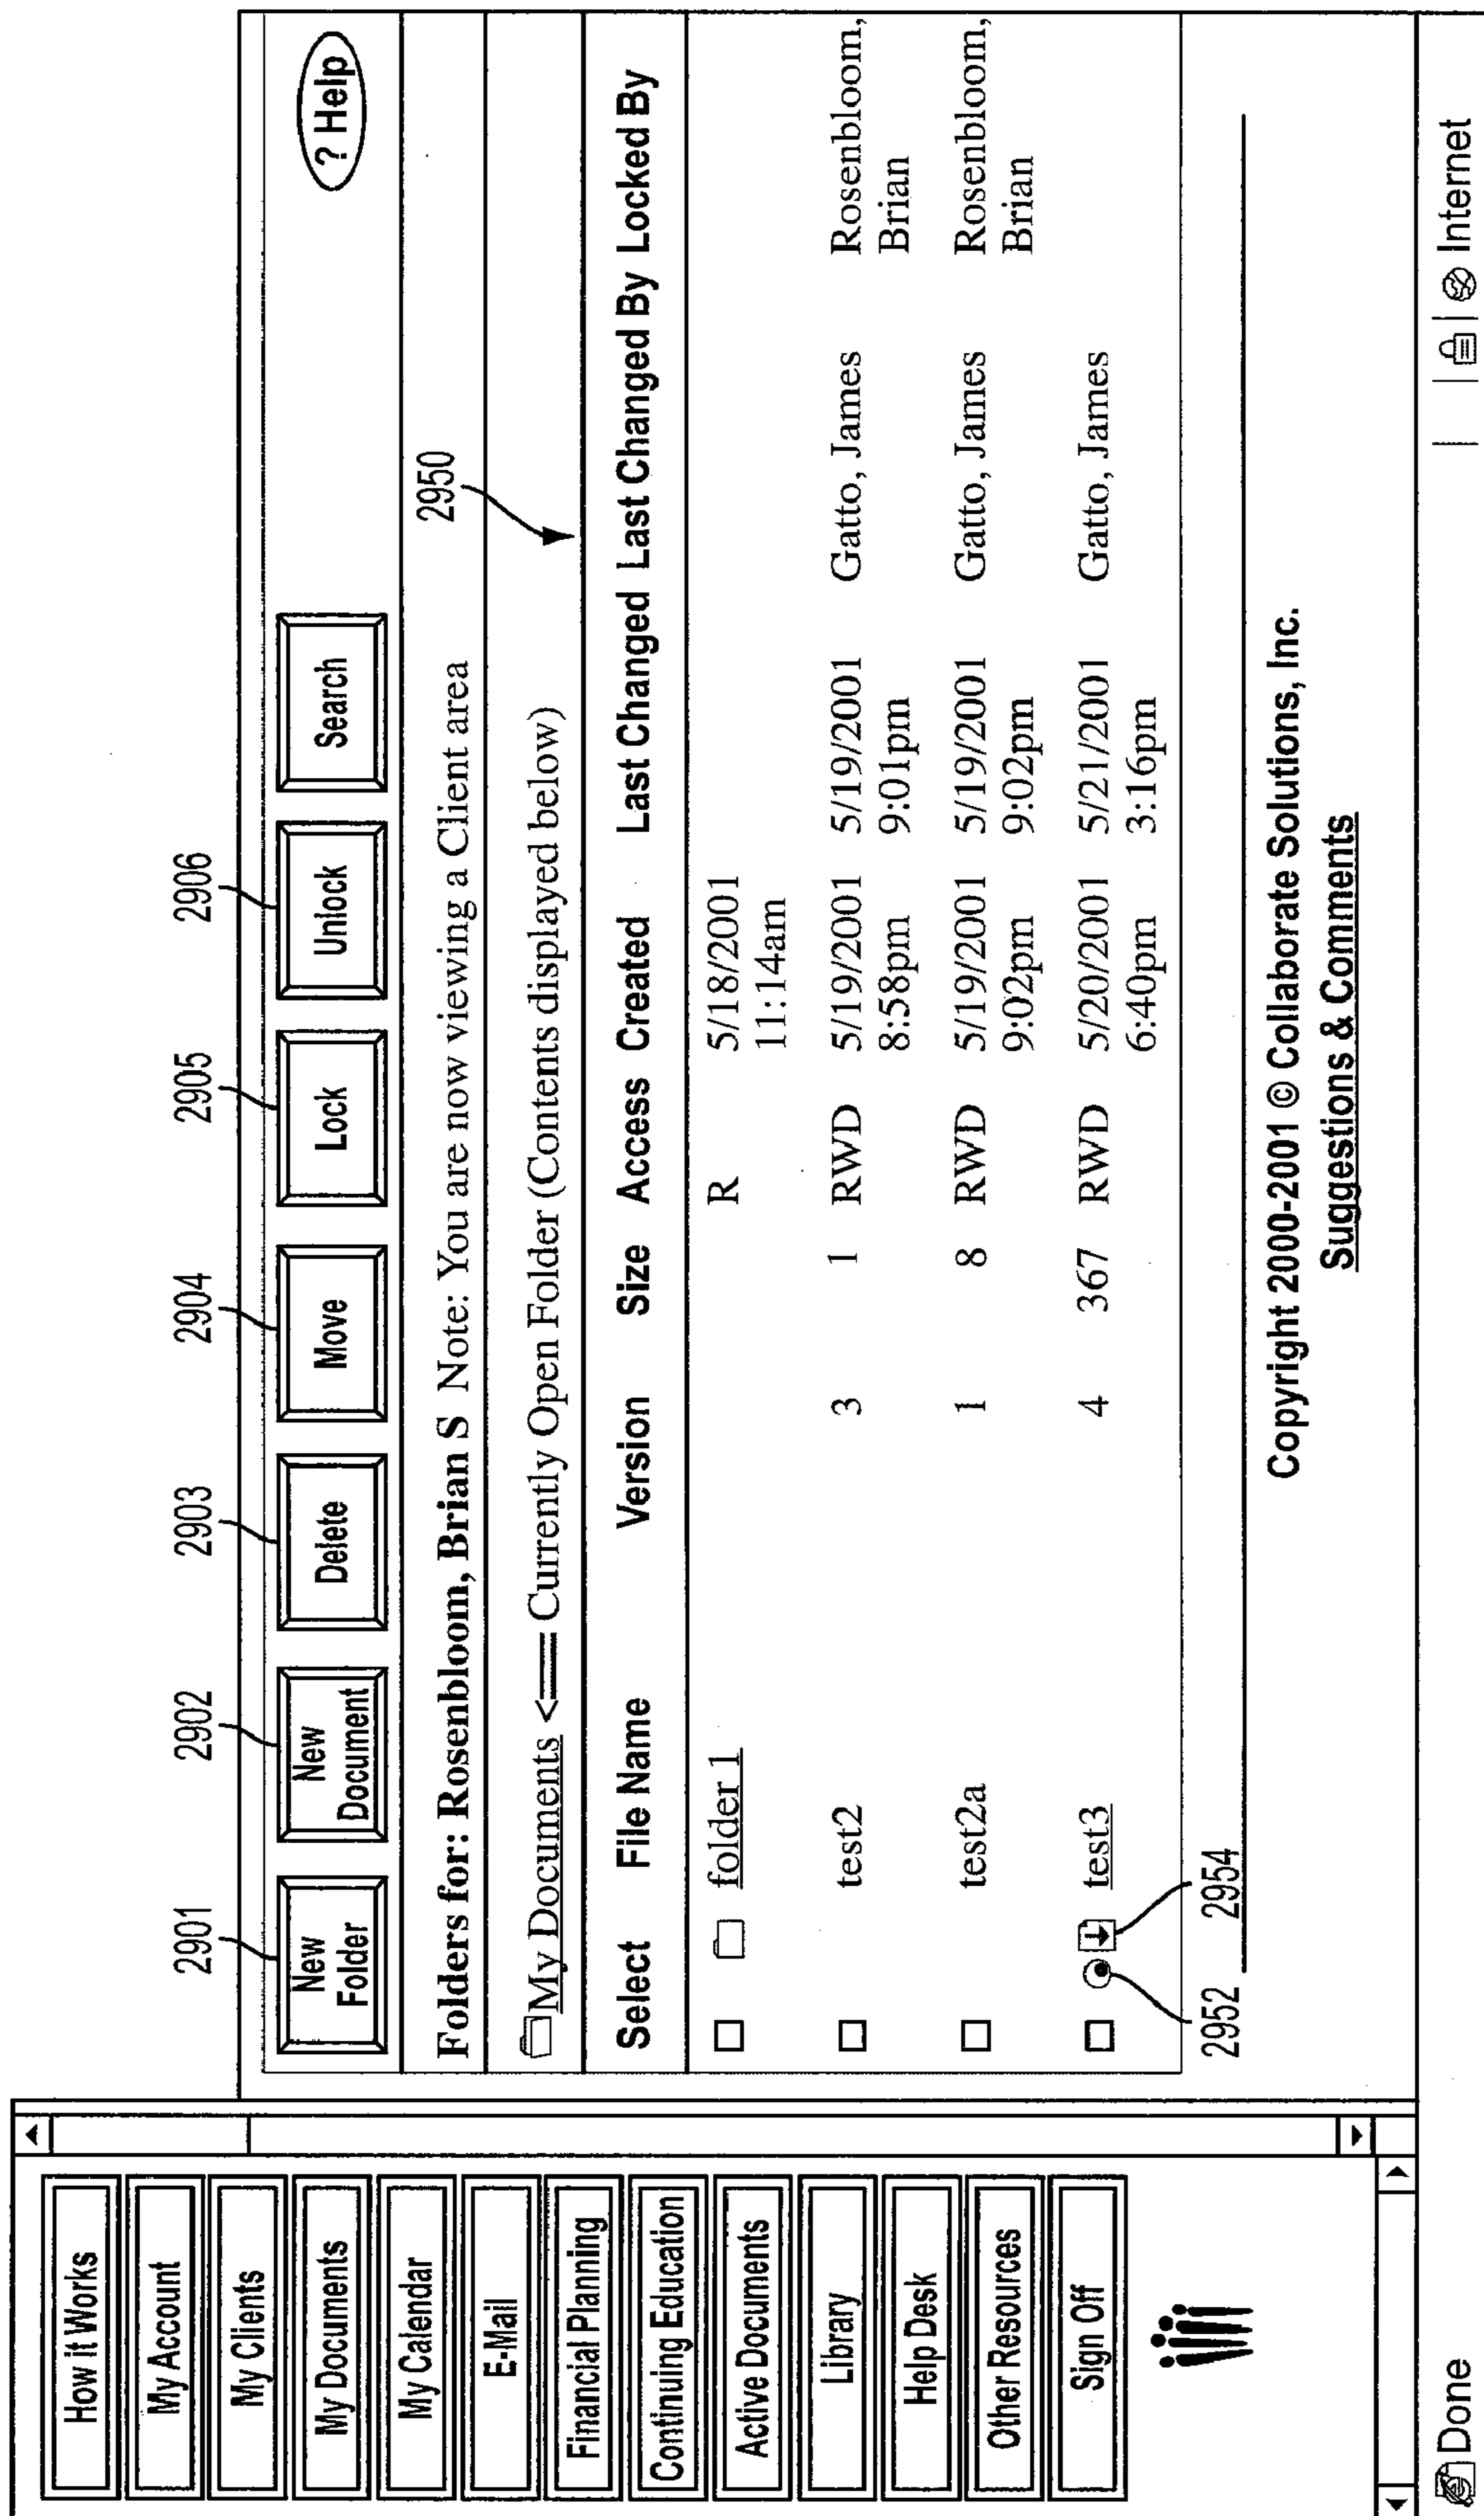 How it Works
My Account
My Clients
My Documents
My Calendar
E-Mail
Financial Planning
Continuing Education
Active Documents
Library
Help Desk
Other Resources
Sign Off
2901 2902 2903 2904 2905 2906
New
Folder
New
Document
Delete
Move
Lock
Unlock
Search
? Help
Folders for: Rosenbloom, Brian S Note: You are now viewing a Client area
2950
My Documents <=== Currently Open Folder (Contents displayed below)
Select File Name Version Size Access Created Last Changed Last Changed By Locked By
folder 1 R 5/18/2001
11:14am
test2 3 1 RWD 5/19/2001 5/19/2001 Gatto, James Rosenbloom,
8:58pm 9:01pm Brian
test2a 1 8 RWD 5/19/2001 5/19/2001 Gatto, James Rosenbloom,
9:02pm 9:02pm Brian
test3 4 367 RWD 5/20/2001 5/21/2001 Gatto, James
6:40pm 3:16pm
2952 2954
Copyright 2000-2001 © Collaborate Solutions, Inc.
Suggestions & Comments
Done Internet